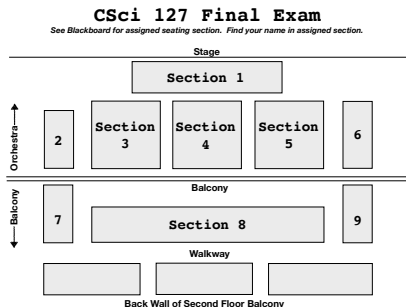 CSci 127 Final Exam
See Blackboard for assigned seating section. Find your name in assigned section.
Stage
Section 1
Orchestra
2
Section 3
Section 4
Section 5
6
Balcony
Balcony
7
Section 8
9
Walkway
Back Wall of Second Floor Balcony